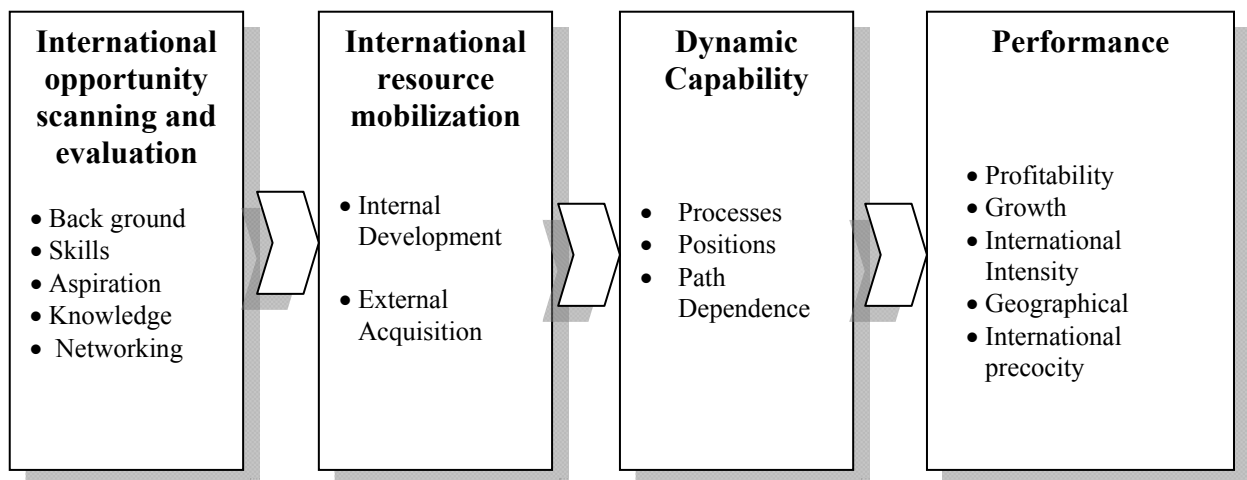 International
opportunity
scanning and
evaluation
• Back ground
• Skills
• Aspiration
• Knowledge
• Networking
International
resource
mobilization
• Internal
Development
• External
Acquisition
Dynamic
Capability
• Processes
• Positions
• Path
Dependence
Performance
• Profitability
• Growth
• International
Intensity
• Geographical
• International
precocity